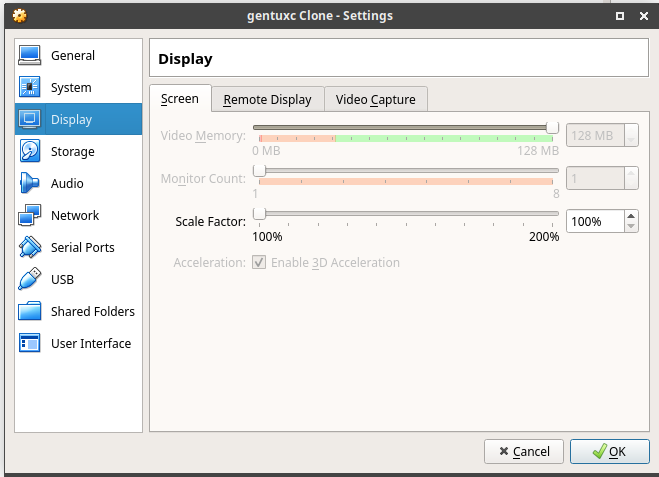 gentuxc Clone - Settings
General
System
Display
Storage
Audio
Network
Serial Ports
USB
Shared Folders
User Interface
Display
Screen
Remote Display
Video Capture
Video Memory:
128 MB
0 MB
128 MB
Monitor Count:
1
1
8
Scale Factor:
100%
100%
200%
Acceleration:
Enable 3D Acceleration
Cancel
OK